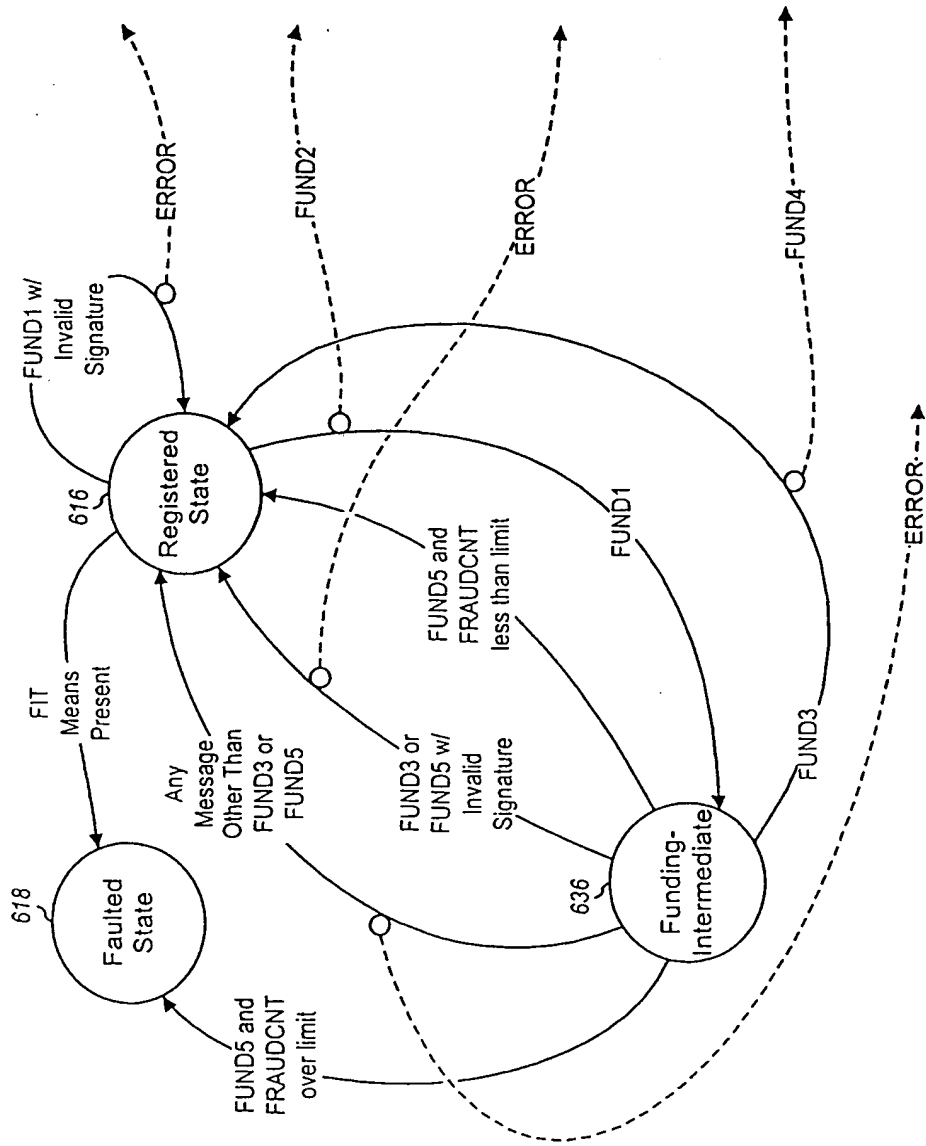 618
Faulted
State
FIT
Means
Present
616
Registered
State
FUND1 w/
Invalid
Signature
ERROR
FUND2
ERROR
FUND4
ERROR
FUND5 and
FRAUDCNT
over limit
Any
Message
Other Than
FUND3 or
FUND5
FUND3 or
FUND5 w/
Invalid
Signature
FUND5 and
FRAUDCNT
less than limit
FUND1
FUND3
636
Funding-
Intermediate